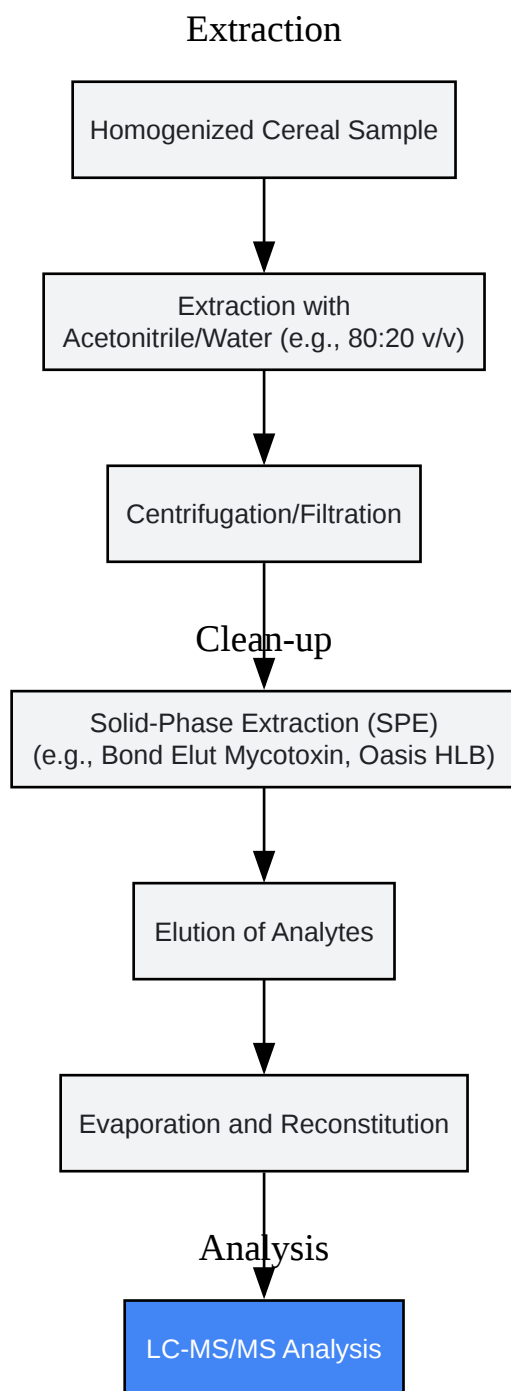 Extraction
Homogenized Cereal Sample
Extraction with
Acetonitrile/Water (e.g., 80:20 v/v)
Centrifugation/Filtration
Clean-up
Solid-Phase Extraction (SPE)
(e.g., Bond Elut Mycotoxin, Oasis HLB)
Elution of Analytes
Evaporation and Reconstitution
Analysis
LC-MS/MS Analysis